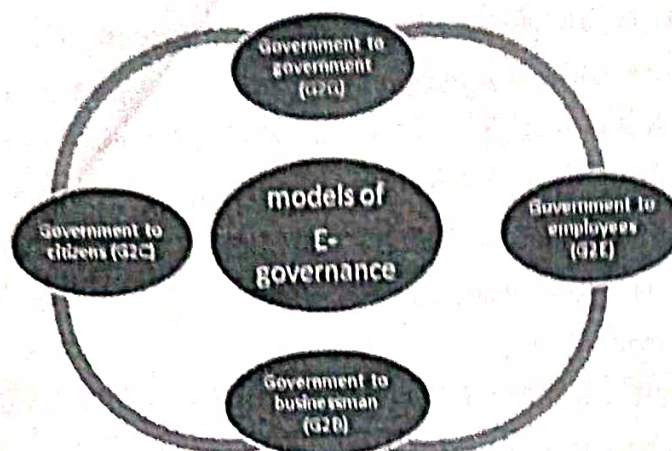 Government to
government
(G2G)
models of
E-
governance
Government to
citizens (G2C)
Government to
employees
(G2E)
Government to
businessman
(G2B)